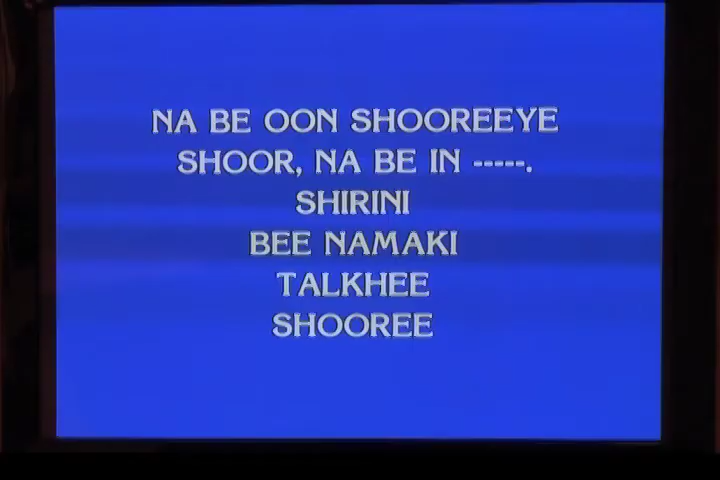 NA BE OON SHOOREEYE
SHOOR, NA BE IN -----.
SHIRINI
BEE NAMAKI
TALKHEE
SHOOREE